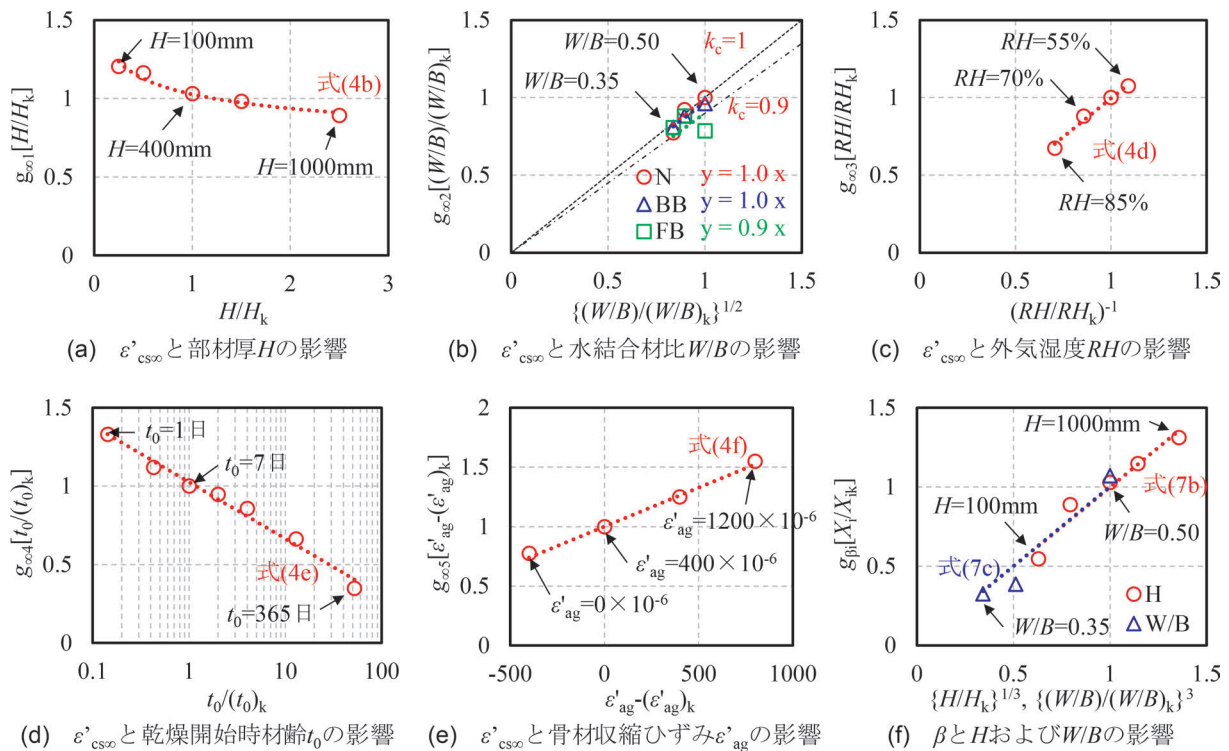 1.5
1
0.5
0
0
1
2
3
g∞1[H/Hk]
H/Hk
H=100mm
H=400mm
H=1000mm
式(4b)
(a) ε’cs∞と部材厚Hの影響
1.5
1
0.5
0
0
0.5
1
1.5
g∞2[(W/B)/(W/B)k]
{(W/B)/(W/B)k}1/2
W/B=0.50
W/B=0.35
kc=1
kc=0.9
N y = 1.0 x
BB y = 1.0 x
FB y = 0.9 x
(b) ε’cs∞と水結合材比W/Bの影響
1.5
1
0.5
0
0
0.5
1
1.5
g∞3[RH/RHk]
(RH/RHk)-1
RH=55%
RH=70%
RH=85%
式(4d)
(c) ε’cs∞と外気湿度RHの影響
1.5
1
0.5
0
0.1
1
10
100
g∞4[t0/(t0)k]
t0/(t0)k
t0=1日
t0=7日
t0=365日
式(4e)
(d) ε’cs∞と乾燥開始時材齢t0の影響
2
1.5
1
0.5
0
-500
0
500
1000
g∞5[ε'ag-(ε'ag)k]
ε'ag-(ε'ag)k
式(4f)
ε'ag=1200×10-6
ε'ag=400×10-6
ε'ag=0×10-6
(e) ε’cs∞と骨材収縮ひずみε’agの影響
1.5
1
0.5
0
0
0.5
1
1.5
gβi[Xi/Xik]
{H/Hk}1/3, {(W/B)/(W/B)k}3
H=1000mm
式(7b)
H=100mm
W/B=0.50
式(7c)
W/B=0.35
H
W/B
(f) βとHおよびW/Bの影響